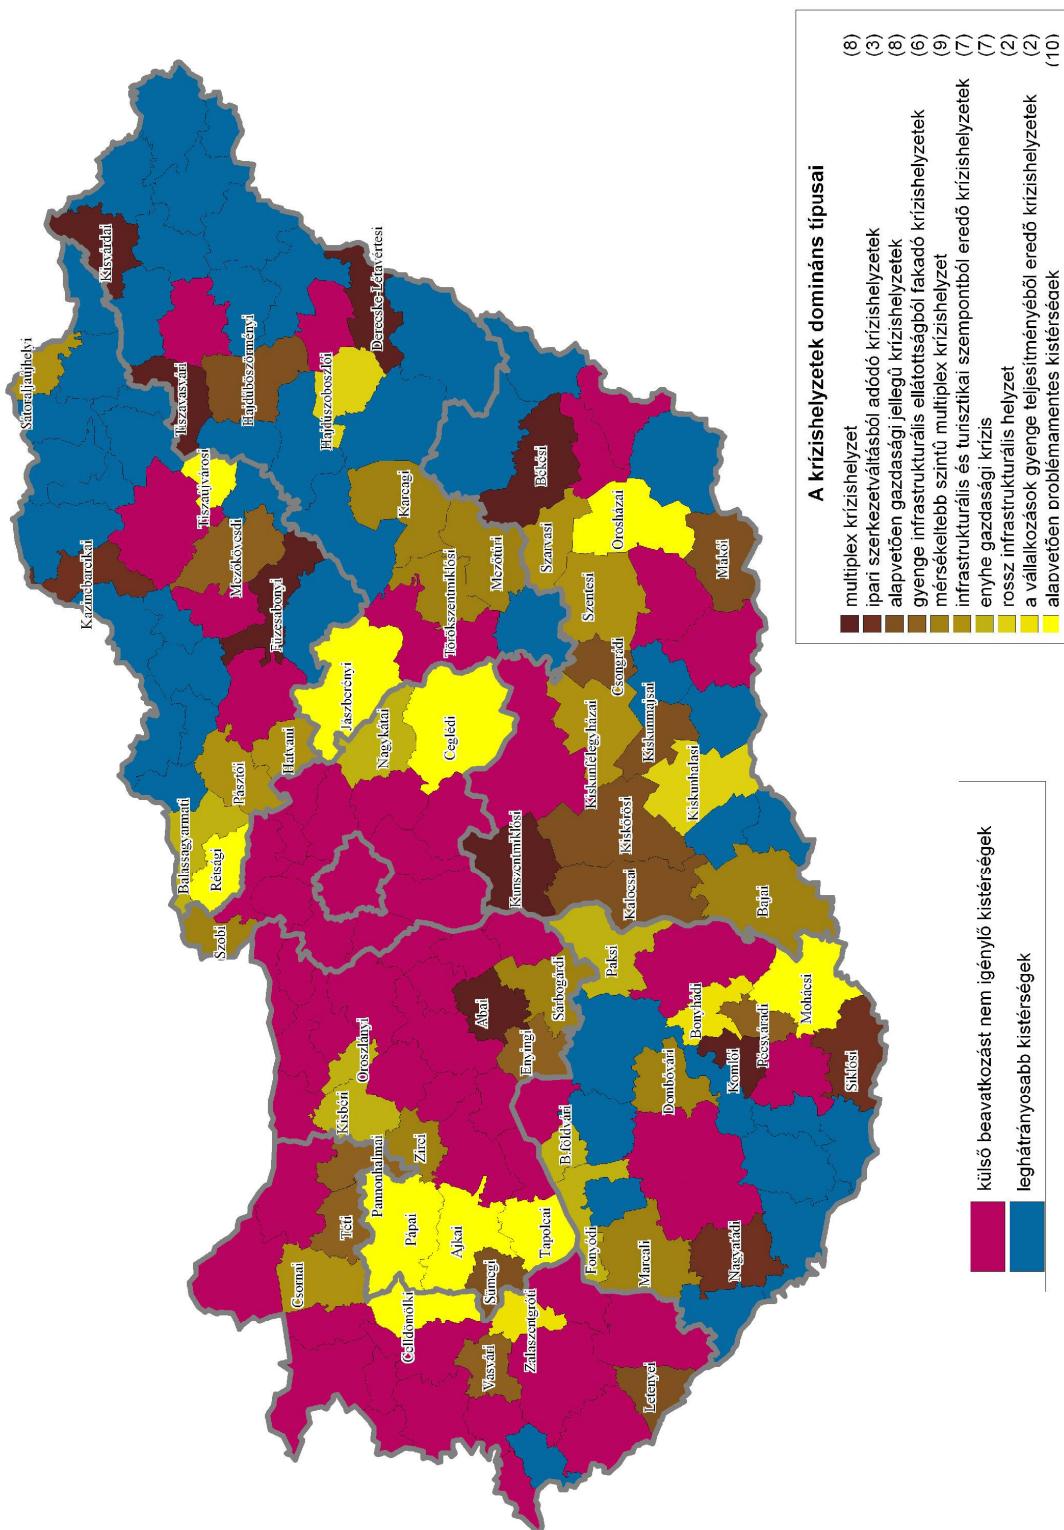 Celldömölki
Vasvári
Zalaszentgróti
Letenyei
Csornai
Téti
Pannonhalmai
Pápai
Ajkai
Sümegi
Tapolcai
Zirci
Kisbéri
Oroszlányi
Fonyódi
B.földvári
Marcali
Nagyatádi
Enyingi
Abai
Sárbogárdi
Dombóvári
Komlói
Pécsváradi
Bonyhádi
Siklósi
Mohácsi
Paksi
Szobi
Rétsági
Balassagyarmati
Pásztói
Hatvani
Nagykátai
Ceglédi
Jászberényi
Kunszentmiklósi
Kalocsai
Kiskőrösi
Bajai
Kiskunhalasi
Kiskunmajsai
Kiskunfélegyházai
Csongrádi
Szentesi
Szarvasi
Orosházai
Makói
Békési
Törökszentmiklósi
Mezőtúri
Karcagi
Füzesabonyi
Mezőkövesdi
Kazincbarcikai
Tiszaújvárosi
Tiszavasvári
Hajdúböszörményi
Hajdúszoboszlói
Derecske-Létavértesi
Sátoraljaújhelyi
Kisvárdai
külső beavatkozást nem igénylő kistérségek
leghátrányosabb kistérségek
A krízishelyzetek domináns típusai
multiplex krízishelyzet (8)
ipari szerkezetváltásból adódó krízishelyzetek (3)
alapvetően gazdasági jellegű krízishelyzetek (8)
gyenge infrastrukturális ellátottságból fakadó krízishelyzetek (6)
mérsékeltebb szintű multiplex krízishelyzet (9)
infrastrukturális és turisztikai szempontból eredő krízishelyzetek (7)
enyhe gazdasági krízis (7)
rossz infrastrukturális helyzet (2)
a vállalkozások gyenge teljesítményéből eredő krízishelyzetek (2)
alapvetően problémamentes kistérségek (10)